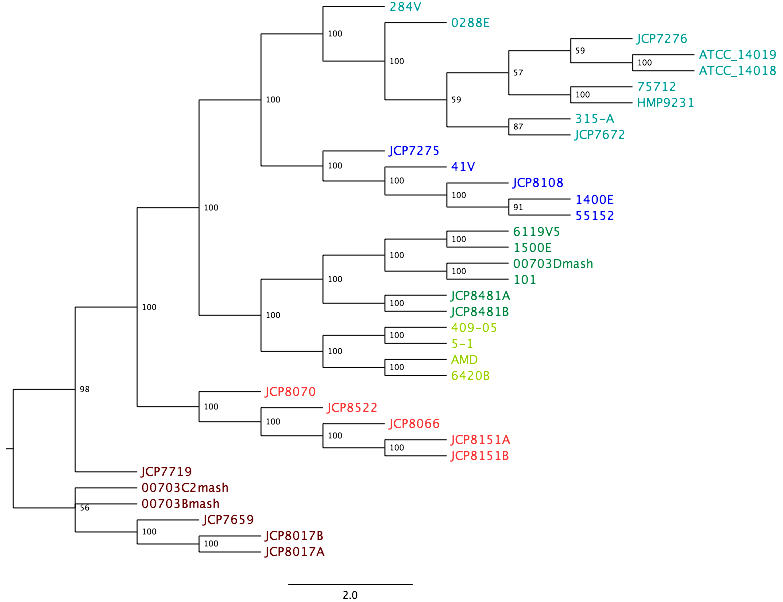 284V
100
0288E
JCP7276
59
ATCC_14019
100
ATCC_14018
57
100
75712
100
HMP9231
59
100
315-A
87
JCP7672
JCP7275
100
41V
100
JCP8108
100
1400E
91
55152
100
6119V5
100
1500E
100
00703Dmash
100
101
100
JCP8481A
100
JCP8481B
100
409-05
100
5-1
100
AMD
100
6420B
100
JCP8070
100
JCP8522
100
JCP8066
100
JCP8151A
100
JCP8151B
98
JCP7719
00703C2mash
56
00703Bmash
JCP7659
100
JCP8017B
100
JCP8017A
2.0